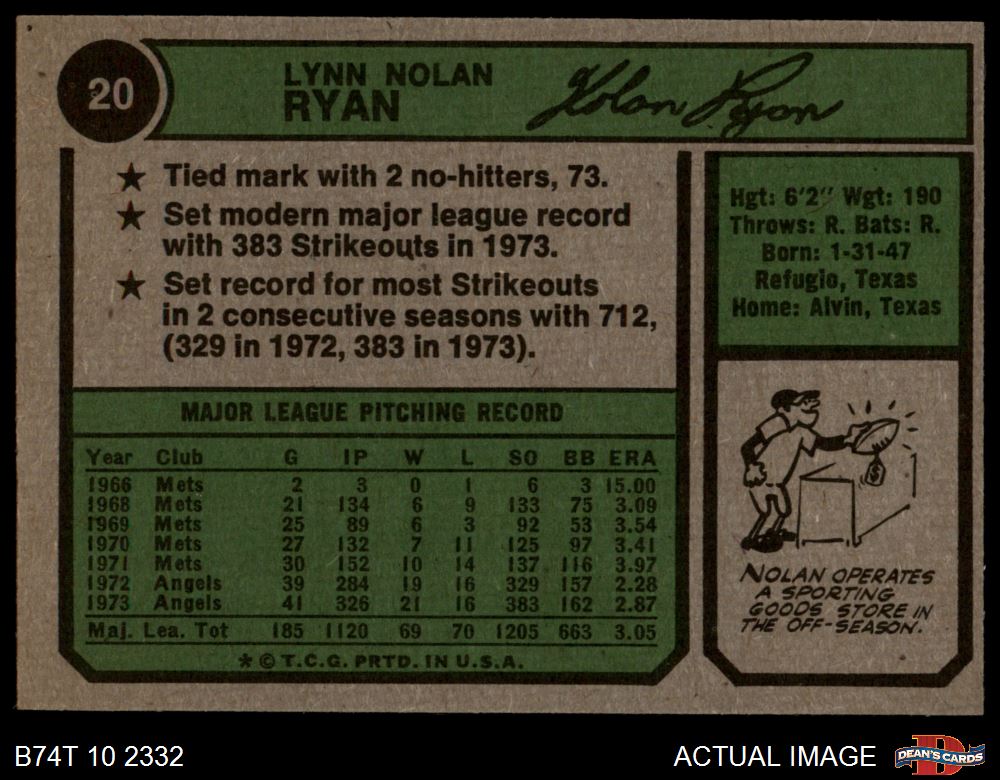 20
LYNN NOLAN
RYAN
Nolan Ryan
★ Tied mark with 2 no-hitters, 73.
★ Set modern major league record
with 383 Strikeouts in 1973.
★ Set record for most Strikeouts
in 2 consecutive seasons with 712,
(329 in 1972, 383 in 1973).
Hgt: 6'2" Wgt: 190
Throws: R. Bats: R.
Born: 1-31-47
Refugio, Texas
Home: Alvin, Texas
MAJOR LEAGUE PITCHING RECORD
Year Club G IP W L SO BB ERA
1966 Mets 2 3 0 1 6 3 15.00
1968 Mets 21 134 6 9 133 75 3.09
1969 Mets 25 89 6 3 92 53 3.54
1970 Mets 27 132 7 11 125 97 3.41
1971 Mets 30 152 10 14 137 116 3.97
1972 Angels 39 284 19 16 329 157 2.28
1973 Angels 41 326 21 16 383 162 2.87
Maj. Lea. Tot 185 1120 69 70 1205 663 3.05
* © T.C.G. PRTD. IN U.S.A.
$
NOLAN OPERATES
A SPORTING
GOODS STORE IN
THE OFF-SEASON.
B74T 10 2332
ACTUAL IMAGE
DEAN'S CARDS